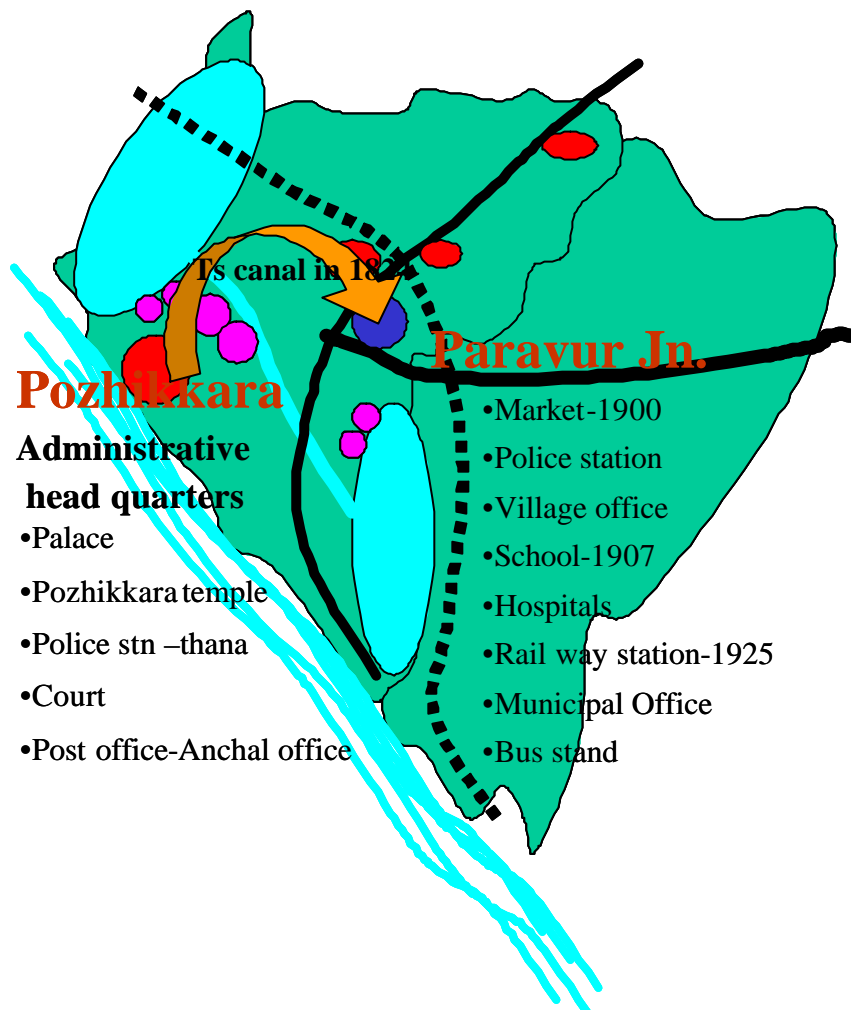 Ts canal in 182
Paravur Jn.
Pozhikkara
Administrative
head quarters
•Palace
•Pozhikkara temple
•Police stn –thana
•Court
•Post office-Anchal office
•Market-1900
•Police station
•Village office
•School-1907
•Hospitals
•Rail way station-1925
•Municipal Office
•Bus stand